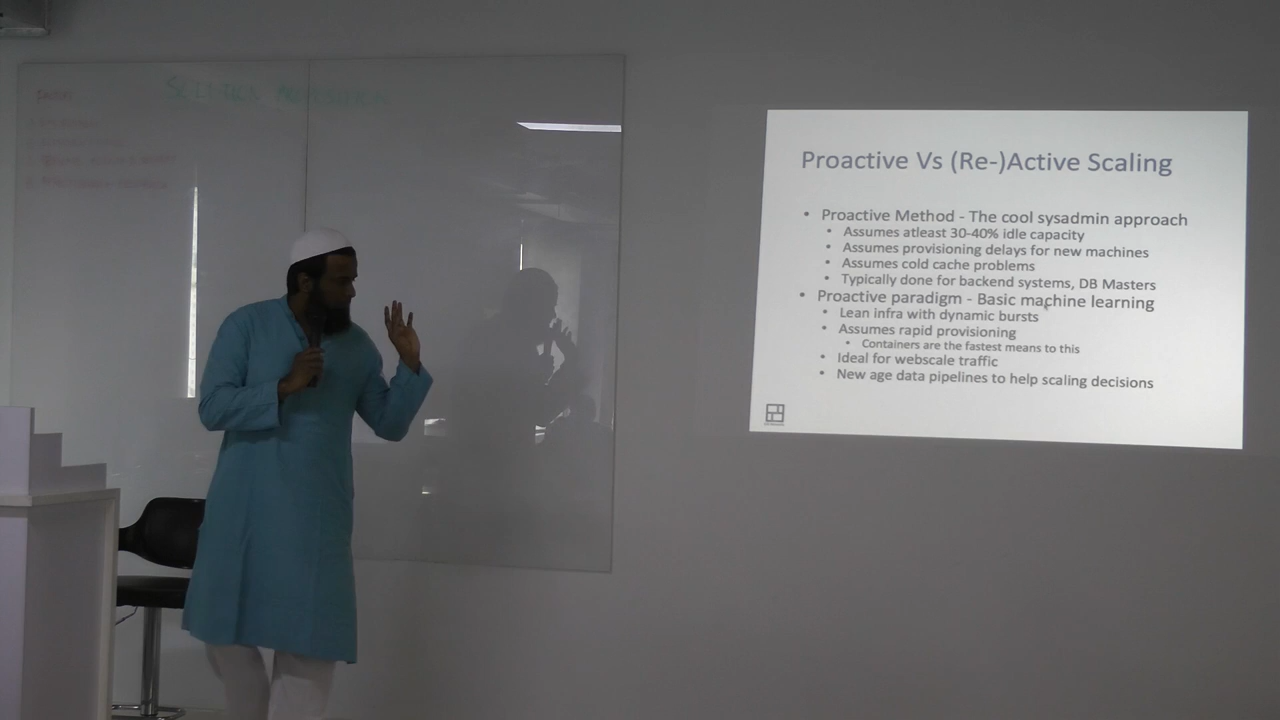 Proactive Vs (Re-)Active Scaling
• Proactive Method - The cool sysadmin approach
• Assumes atleast 30-40% idle capacity
• Assumes provisioning delays for new machines
• Assumes cold cache problems
• Typically done for backend systems, DB Masters
• Proactive paradigm - Basic machine learning
• Lean infra with dynamic bursts
• Assumes rapid provisioning
• Containers are the fastest means to this
• Ideal for webscale traffic
• New age data pipelines to help scaling decisions